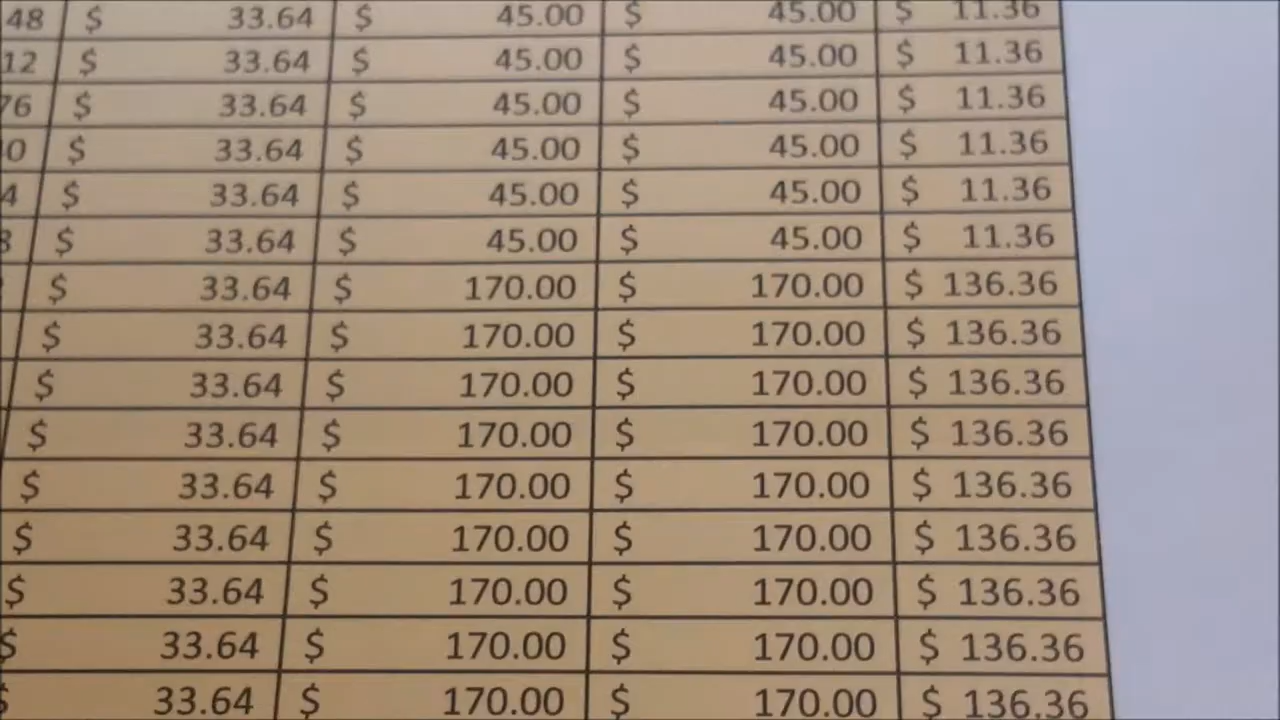 48 $ 33.64 $ 45.00 $ 45.00 $ 11.36
12 $ 33.64 $ 45.00 $ 45.00 $ 11.36
76 $ 33.64 $ 45.00 $ 45.00 $ 11.36
0 $ 33.64 $ 45.00 $ 45.00 $ 11.36
4 $ 33.64 $ 45.00 $ 45.00 $ 11.36
$ 33.64 $ 45.00 $ 45.00 $ 11.36
$ 33.64 $ 170.00 $ 170.00 $ 136.36
$ 33.64 $ 170.00 $ 170.00 $ 136.36
$ 33.64 $ 170.00 $ 170.00 $ 136.36
$ 33.64 $ 170.00 $ 170.00 $ 136.36
$ 33.64 $ 170.00 $ 170.00 $ 136.36
$ 33.64 $ 170.00 $ 170.00 $ 136.36
$ 33.64 $ 170.00 $ 170.00 $ 136.36
$ 33.64 $ 170.00 $ 170.00 $ 136.36
$ 33.64 $ 170.00 $ 170.00 $ 136.36